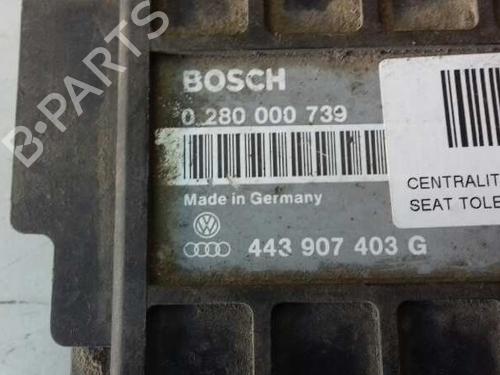 BOSCH
0 280 000 739
Made in Germany
443 907 403 G
CENTRALIT
SEAT TOLE
B-PARTS